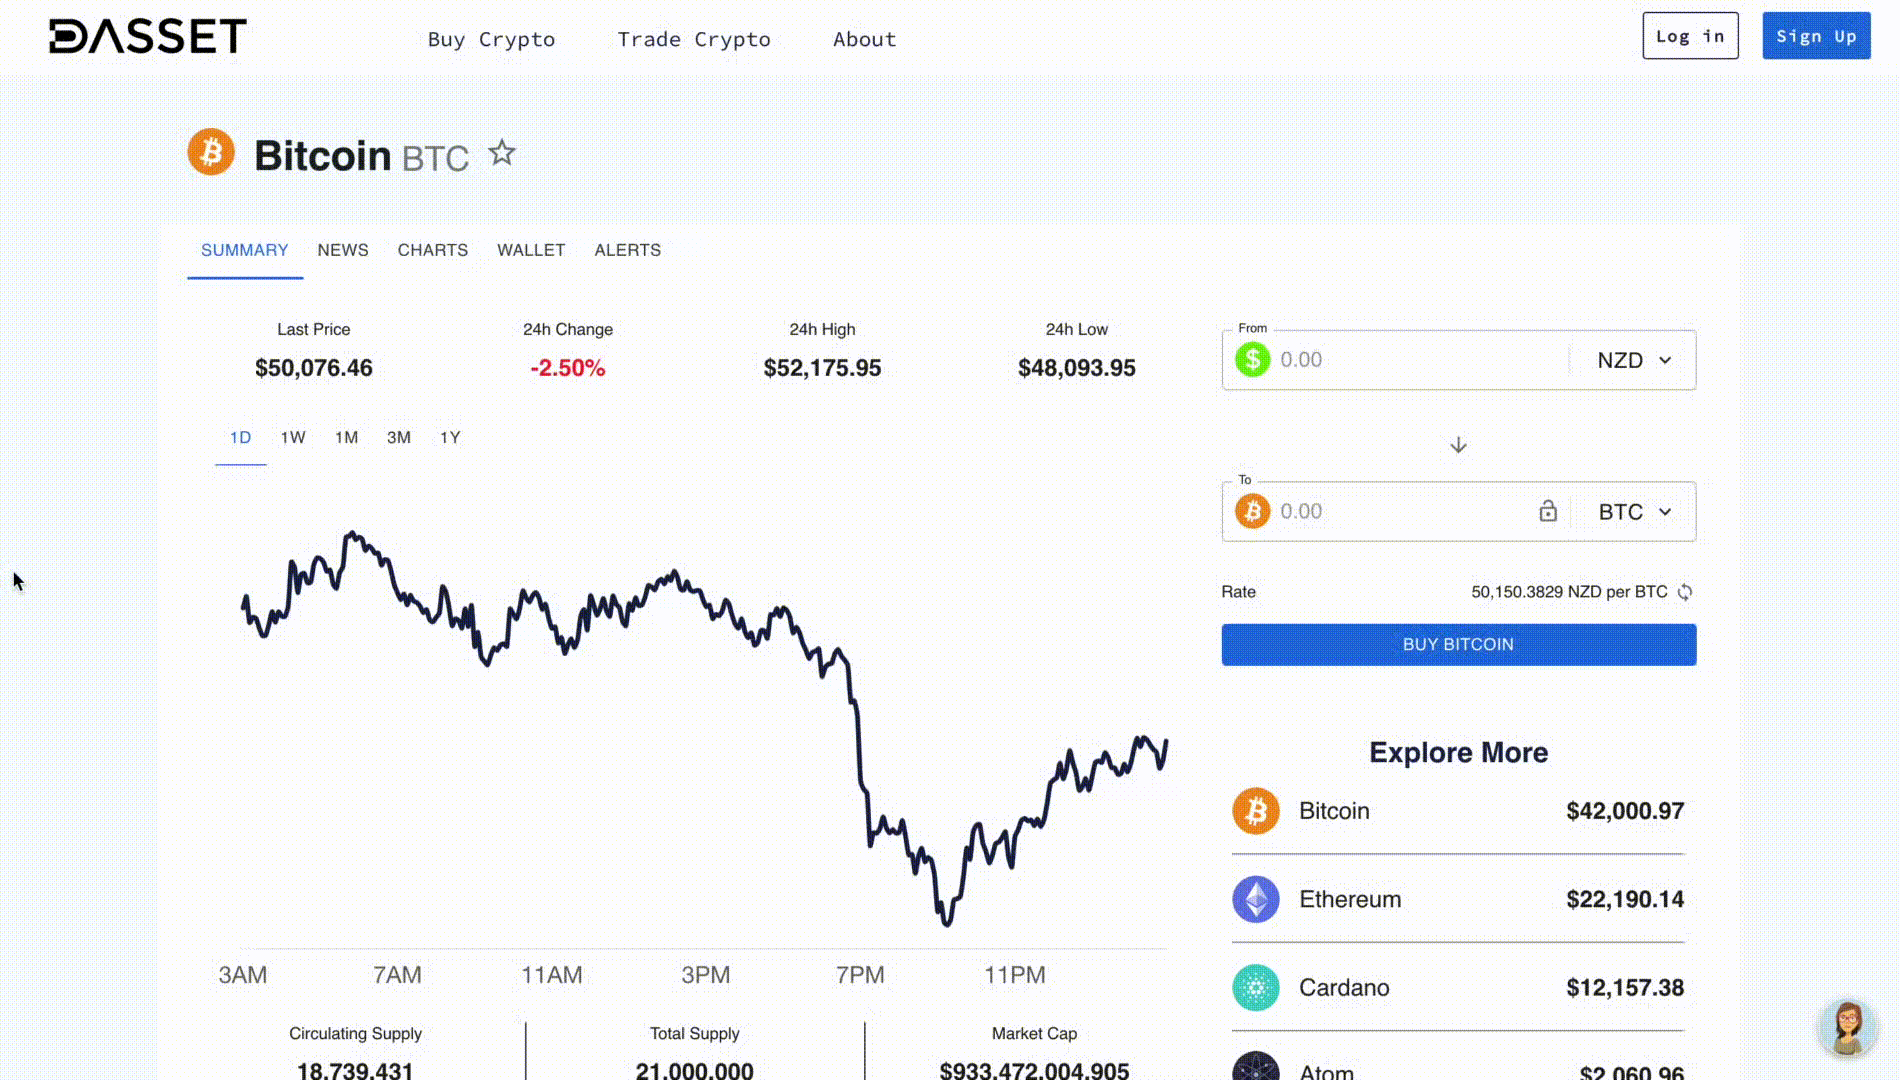 DASSET
Buy Crypto Trade Crypto About
Log in Sign Up
Bitcoin BTC
SUMMARY NEWS CHARTS WALLET ALERTS
Last Price 24h Change 24h High 24h Low
$50,076.46 -2.50% $52,175.95 $48,093.95
1D 1W 1M 3M 1Y
3AM 7AM 11AM 3PM 7PM 11PM
Circulating Supply Total Supply Market Cap
18,739,431 21,000,000 $933,472,004,905
From
0.00 NZD
To
0.00 BTC
Rate 50,150.3829 NZD per BTC
BUY BITCOIN
Explore More
Bitcoin $42,000.97
Ethereum $22,190.14
Cardano $12,157.38
Atom $2,060.96